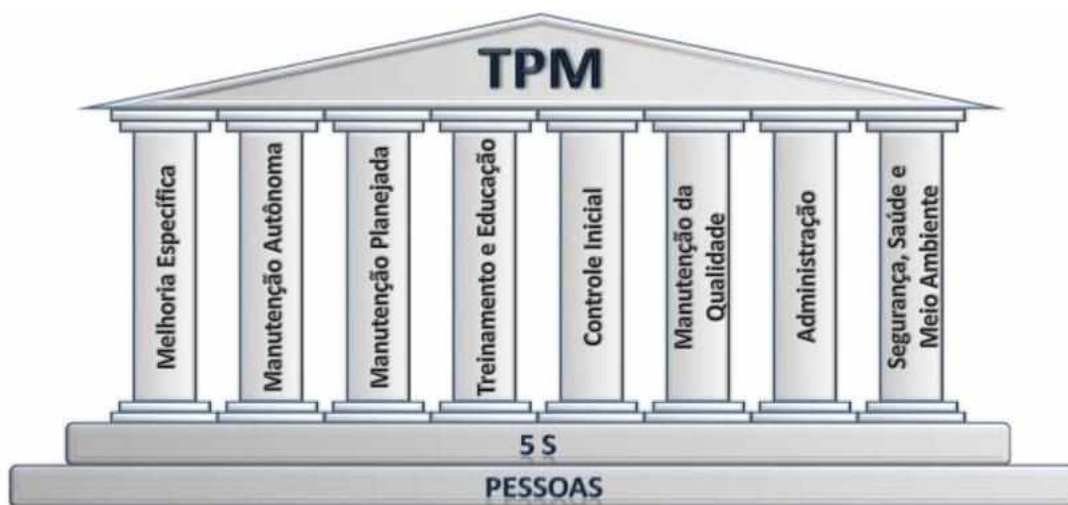 TPM
Melhoria Específica
Manutenção Autônoma
Manutenção Planejada
Treinamento e Educação
Controle Inicial
Manutenção da
Qualidade
Administração
Segurança, Saúde e
Meio Ambiente
5 S
PESSOAS